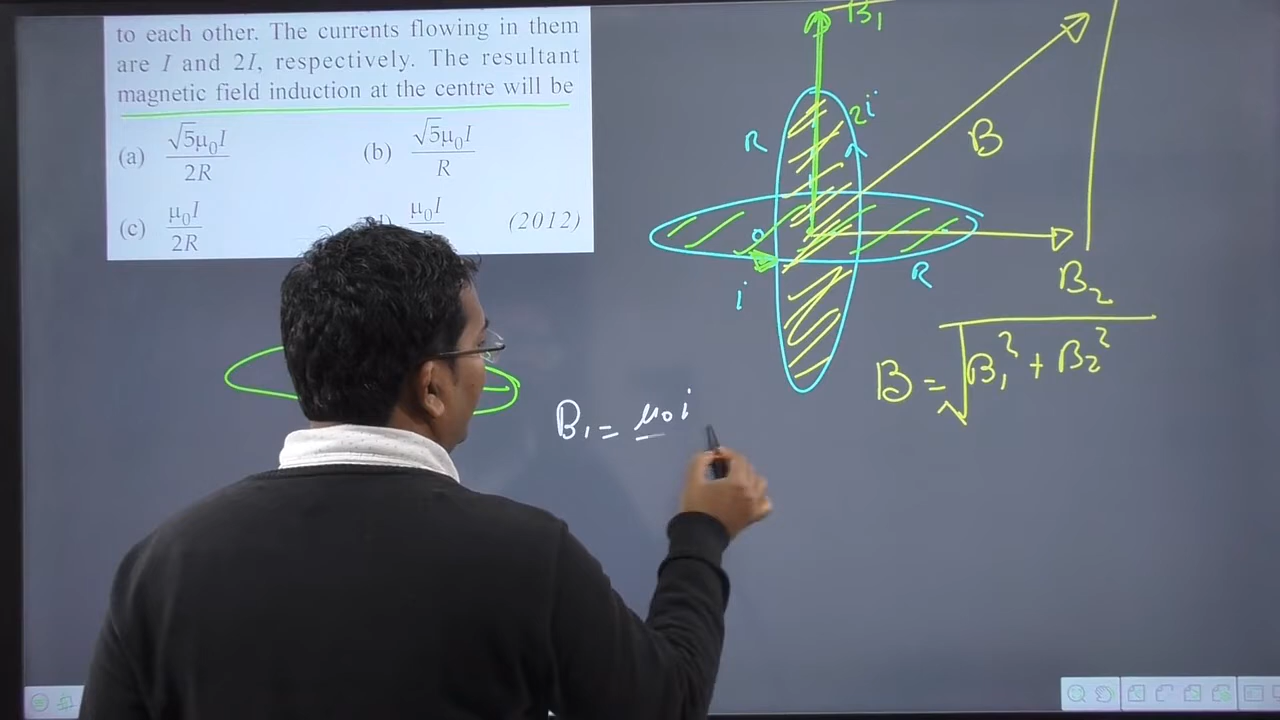 to each other. The currents flowing in them
are I and 2I, respectively. The resultant
magnetic field induction at the centre will be
(a) √5μ₀I/2R (b) √5μ₀I/R
(c) μ₀I/2R μ₀I (2012)
B₁
2i
R
B
i
R
B₂
B = √B₁² + B₂²
B₁ = μ₀i